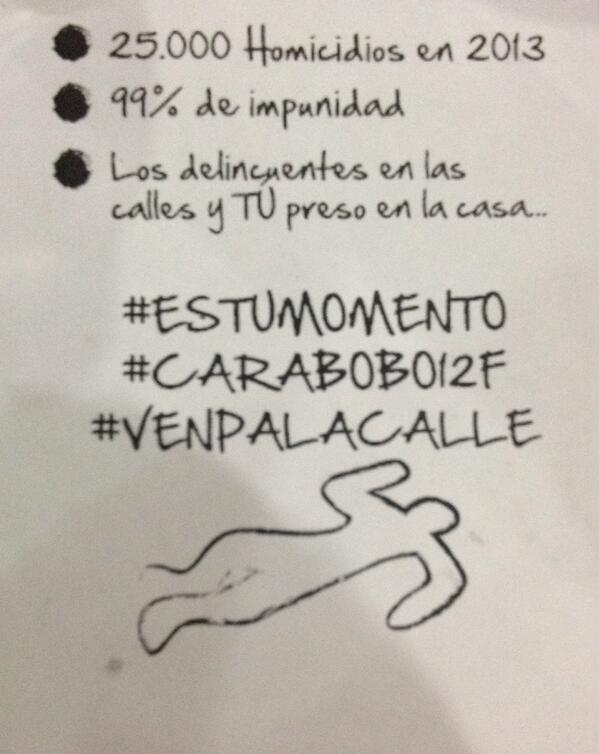 25.000 Homicidios en 2013
99% de impunidad
Los delincuentes en las
calles y TÚ preso en la casa...
#ESTUMOMENTO
#CARABOBO12F
#VENPALACALLE